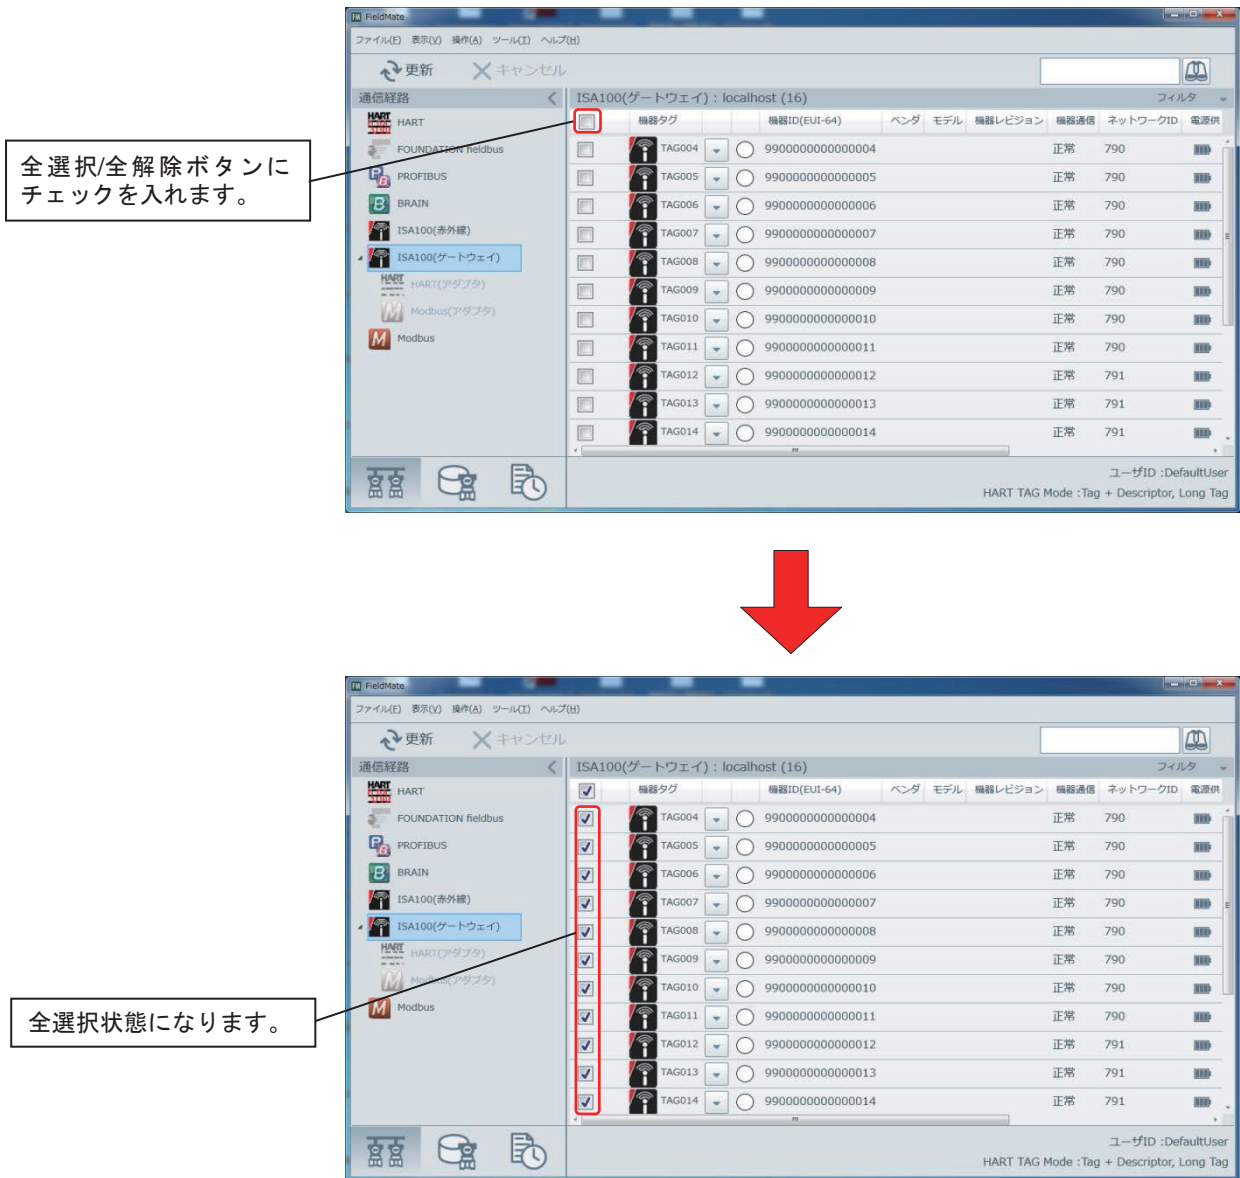 FM FieldMate
ファイル(F) 表示(V) 操作(A) ツール(T) ヘルプ(H)
更新 キャンセル
通信経路
ISA100(ゲートウェイ) : localhost (16) フィルタ
HART
FOUNDATION fieldbus
PROFIBUS
BRAIN
ISA100(赤外線)
ISA100(ゲートウェイ)
HART(アダプタ)
Modbus(アダプタ)
Modbus
機器タグ 機器ID(EUI-64) ベンダ モデル 機器レビジョン 機器通信 ネットワークID 電源供
TAG004 9900000000000004 正常 790
TAG005 9900000000000005 正常 790
TAG006 9900000000000006 正常 790
TAG007 9900000000000007 正常 790
TAG008 9900000000000008 正常 790
TAG009 9900000000000009 正常 790
TAG010 9900000000000010 正常 790
TAG011 9900000000000011 正常 790
TAG012 9900000000000012 正常 791
TAG013 9900000000000013 正常 791
TAG014 9900000000000014 正常 791
ユーザID :DefaultUser
HART TAG Mode :Tag + Descriptor, Long Tag
全選択/全解除ボタンに
チェックを入れます。
FM FieldMate
ファイル(F) 表示(V) 操作(A) ツール(T) ヘルプ(H)
更新 キャンセル
通信経路
ISA100(ゲートウェイ) : localhost (16) フィルタ
HART
FOUNDATION fieldbus
PROFIBUS
BRAIN
ISA100(赤外線)
ISA100(ゲートウェイ)
HART(アダプタ)
Modbus(アダプタ)
Modbus
機器タグ 機器ID(EUI-64) ベンダ モデル 機器レビジョン 機器通信 ネットワークID 電源供
TAG004 9900000000000004 正常 790
TAG005 9900000000000005 正常 790
TAG006 9900000000000006 正常 790
TAG007 9900000000000007 正常 790
TAG008 9900000000000008 正常 790
TAG009 9900000000000009 正常 790
TAG010 9900000000000010 正常 790
TAG011 9900000000000011 正常 790
TAG012 9900000000000012 正常 791
TAG013 9900000000000013 正常 791
TAG014 9900000000000014 正常 791
ユーザID :DefaultUser
HART TAG Mode :Tag + Descriptor, Long Tag
全選択状態になります。